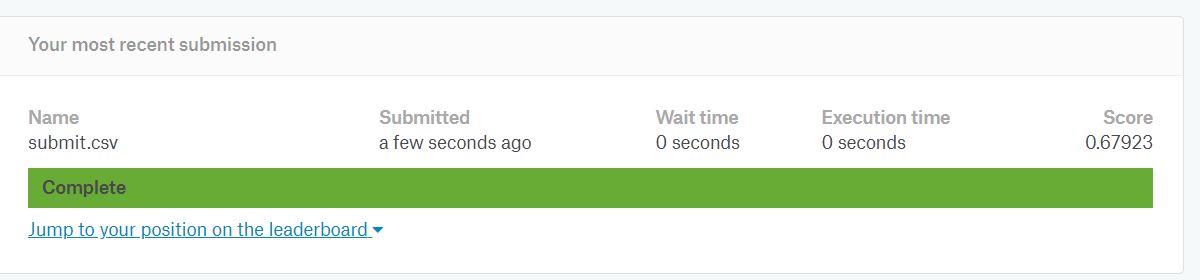 Your most recent submission
Name Submitted Wait time Execution time Score
submit.csv a few seconds ago 0 seconds 0 seconds 0.67923
Complete
Jump to your position on the leaderboard